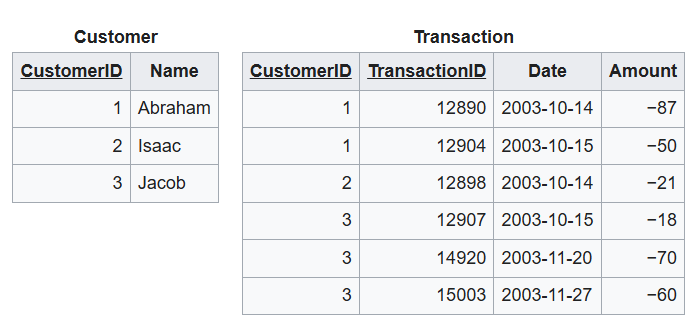 Customer
CustomerID Name
1 Abraham
2 Isaac
3 Jacob
Transaction
CustomerID TransactionID Date Amount
1 12890 2003-10-14 −87
1 12904 2003-10-15 −50
2 12898 2003-10-14 −21
3 12907 2003-10-15 −18
3 14920 2003-11-20 −70
3 15003 2003-11-27 −60